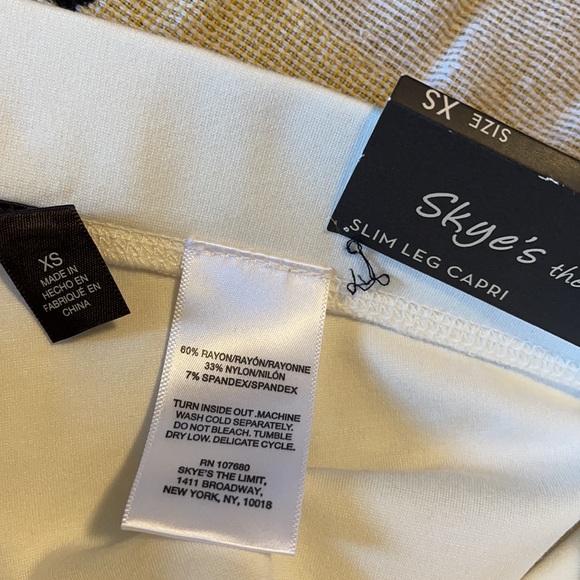 SIZE XS
Skye's the
SLIM LEG CAPRI
XS
MADE IN
HECHO EN
FABRIQUÉ EN
CHINA
60% RAYON/RAYÓN/RAYONNE
33% NYLON/NILÓN
7% SPANDEX/SPANDEX
TURN INSIDE OUT .MACHINE
WASH COLD SEPARATELY.
DO NOT BLEACH. TUMBLE
DRY LOW. DELICATE CYCLE.
RN 107680
SKYE'S THE LIMIT,
1411 BROADWAY,
NEW YORK, NY, 10018